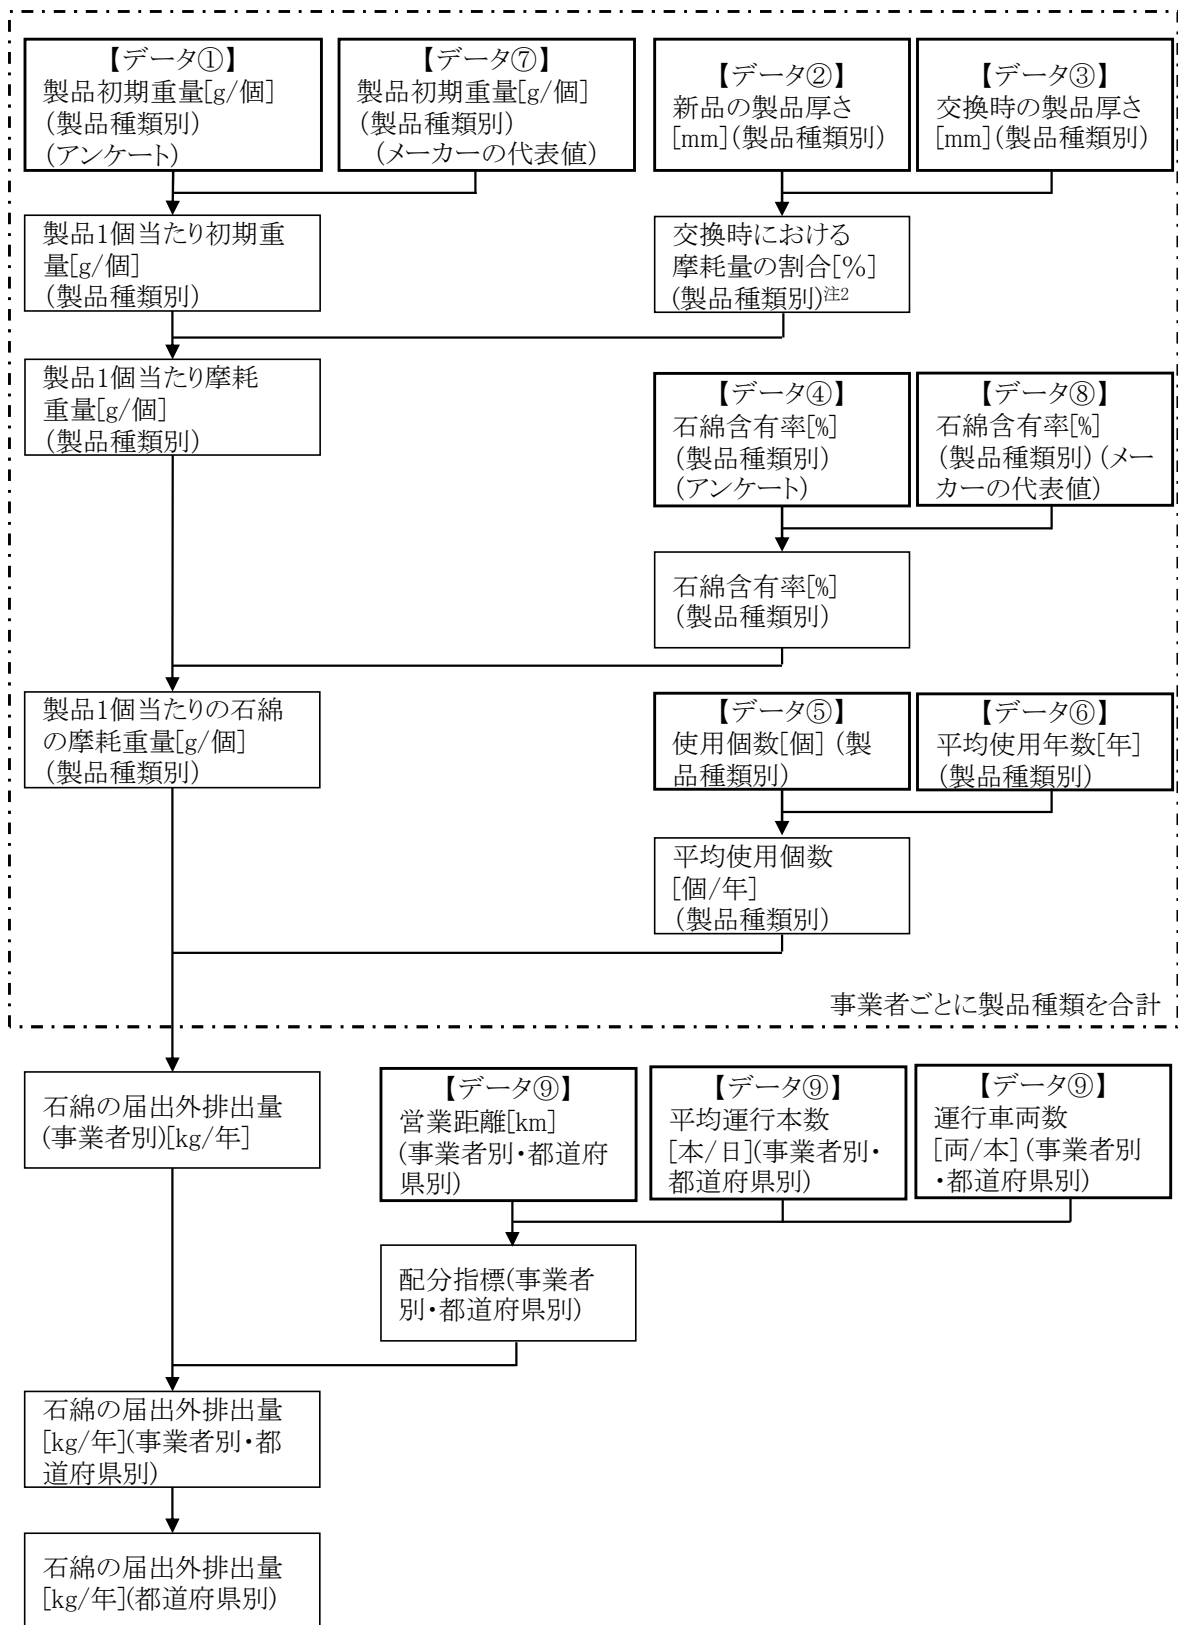 【データ①】
製品初期重量[g/個]
(製品種類別)
(アンケート)
【データ⑦】
製品初期重量[g/個]
(製品種類別)
(メーカーの代表値)
【データ②】
新品の製品厚さ
[mm](製品種類別)
【データ③】
交換時の製品厚さ
[mm](製品種類別)
製品1個当たり初期重
量[g/個]
(製品種類別)
交換時における
摩耗量の割合[%]
(製品種類別)注2
製品1個当たり摩耗
重量[g/個]
(製品種類別)
【データ④】
石綿含有率[%]
(製品種類別)
(アンケート)
【データ⑧】
石綿含有率[%]
(製品種類別)(メー
カーの代表値)
石綿含有率[%]
(製品種類別)
製品1個当たりの石綿
の摩耗重量[g/個]
(製品種類別)
【データ⑤】
使用個数[個](製
品種類別)
【データ⑥】
平均使用年数[年]
(製品種類別)
平均使用個数
[個/年]
(製品種類別)
事業者ごとに製品種類を合計
石綿の届出外排出量
(事業者別)[kg/年]
【データ⑨】
営業距離[km]
(事業者別・都道府
県別)
【データ⑨】
平均運行本数
[本/日](事業者別・
都道府県別)
【データ⑨】
運行車両数
[両/本](事業者別
・都道府県別)
配分指標(事業者
別・都道府県別)
石綿の届出外排出量
[kg/年](事業者別・都
道府県別)
石綿の届出外排出量
[kg/年](都道府県別)